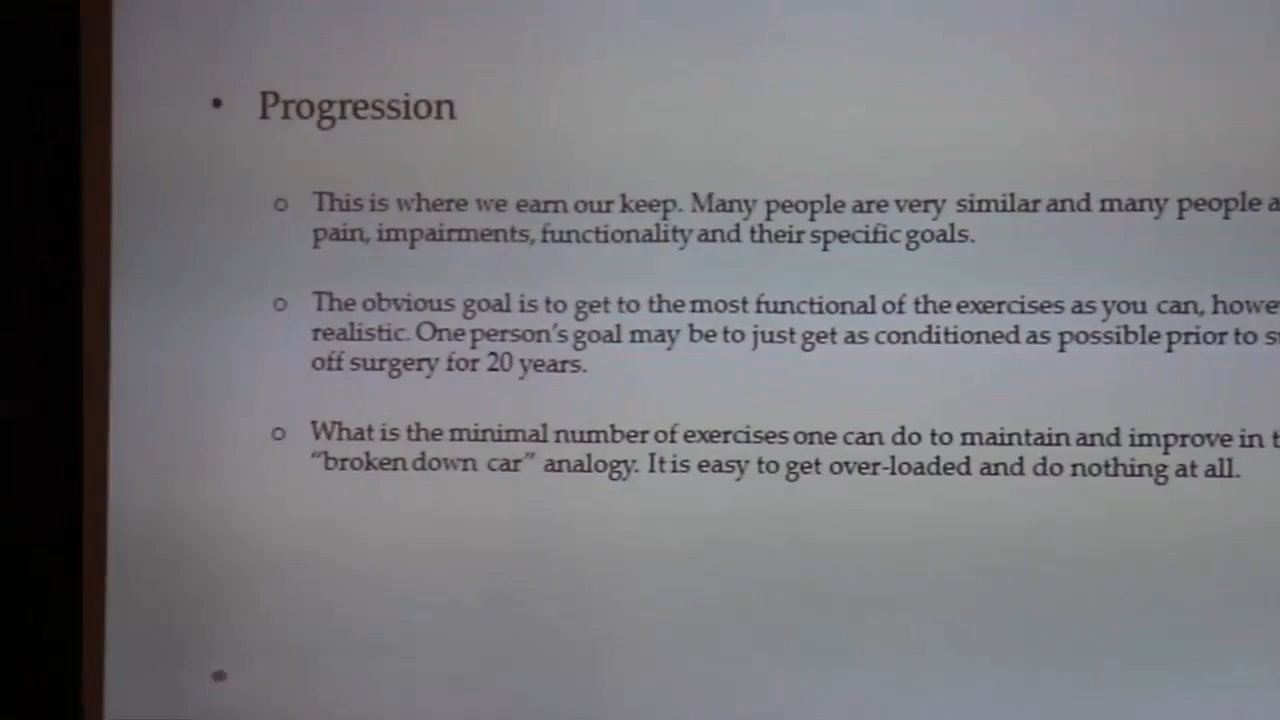 • Progression
o This is where we earn our keep. Many people are very similar and many people
pain, impairments, functionality and their specific goals.
o The obvious goal is to get to the most functional of the exercises as you can,
realistic. One person's goal may be to just get as conditioned as possible prior to
off surgery for 20 years.
o What is the minimal number of exercises one can do to maintain and improve in
“broken down car” analogy. It is easy to get over-loaded and do nothing at all.